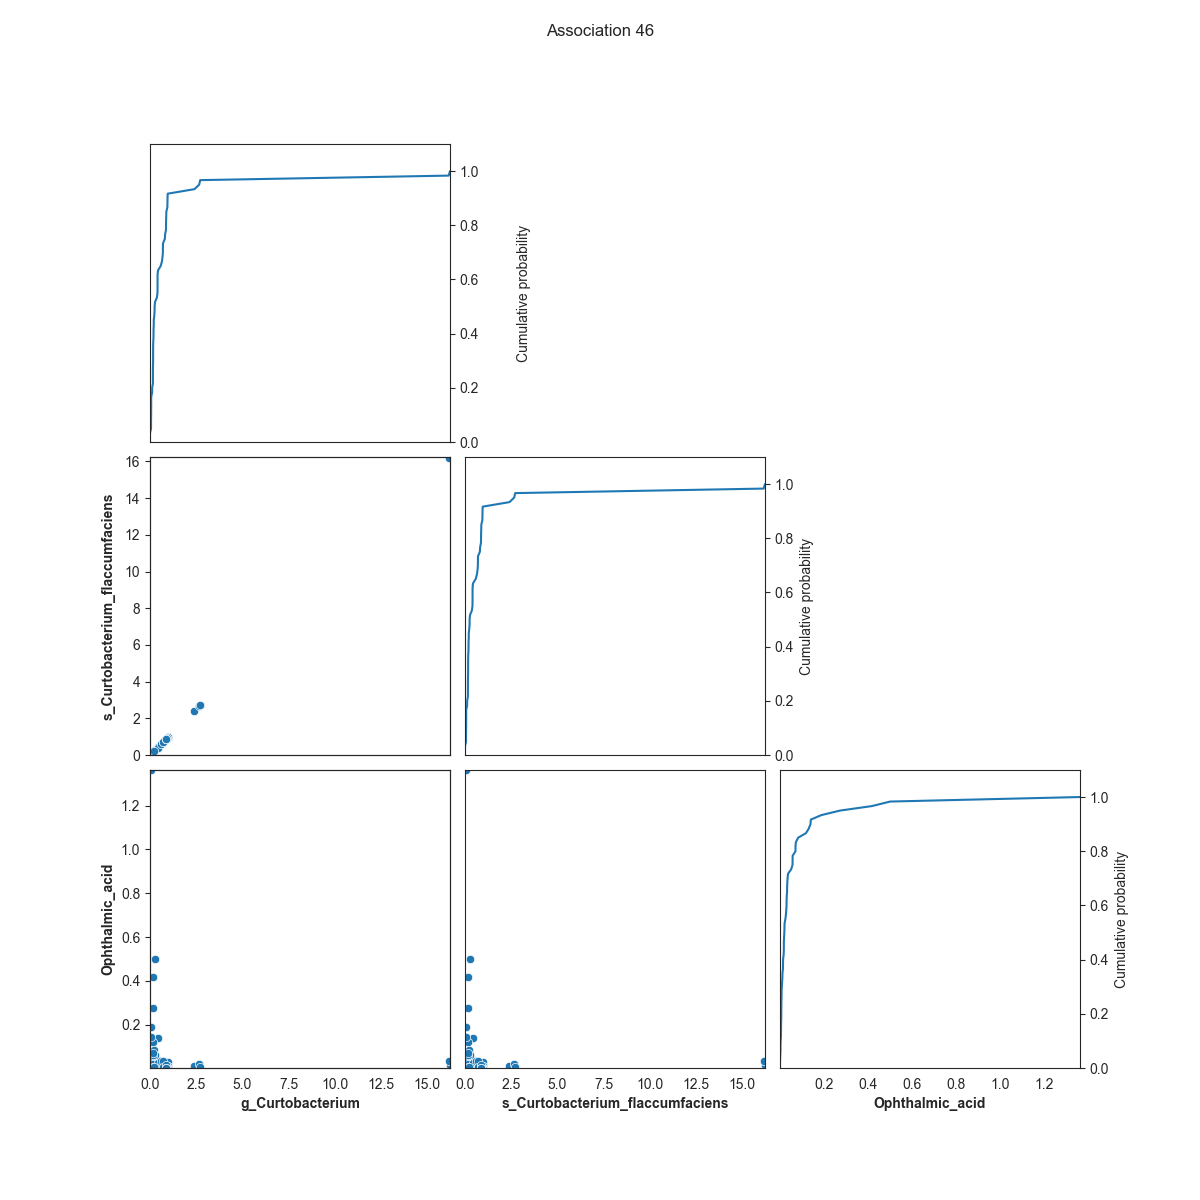 Association 46
1.0
0.8
0.6
0.4
0.2
0.0
Cumulative probability
16
14
12
10
8
6
4
2
0
s_Curtobacterium_flaccumfaciens
1.0
0.8
0.6
0.4
0.2
0.0
Cumulative probability
1.2
1.0
0.8
0.6
0.4
0.2
Ophthalmic_acid
0.0 2.5 5.0 7.5 10.0 12.5 15.0
g_Curtobacterium
0.0 2.5 5.0 7.5 10.0 12.5 15.0
s_Curtobacterium_flaccumfaciens
1.0
0.8
0.6
0.4
0.2
0.0
Cumulative probability
0.2 0.4 0.6 0.8 1.0 1.2
Ophthalmic_acid